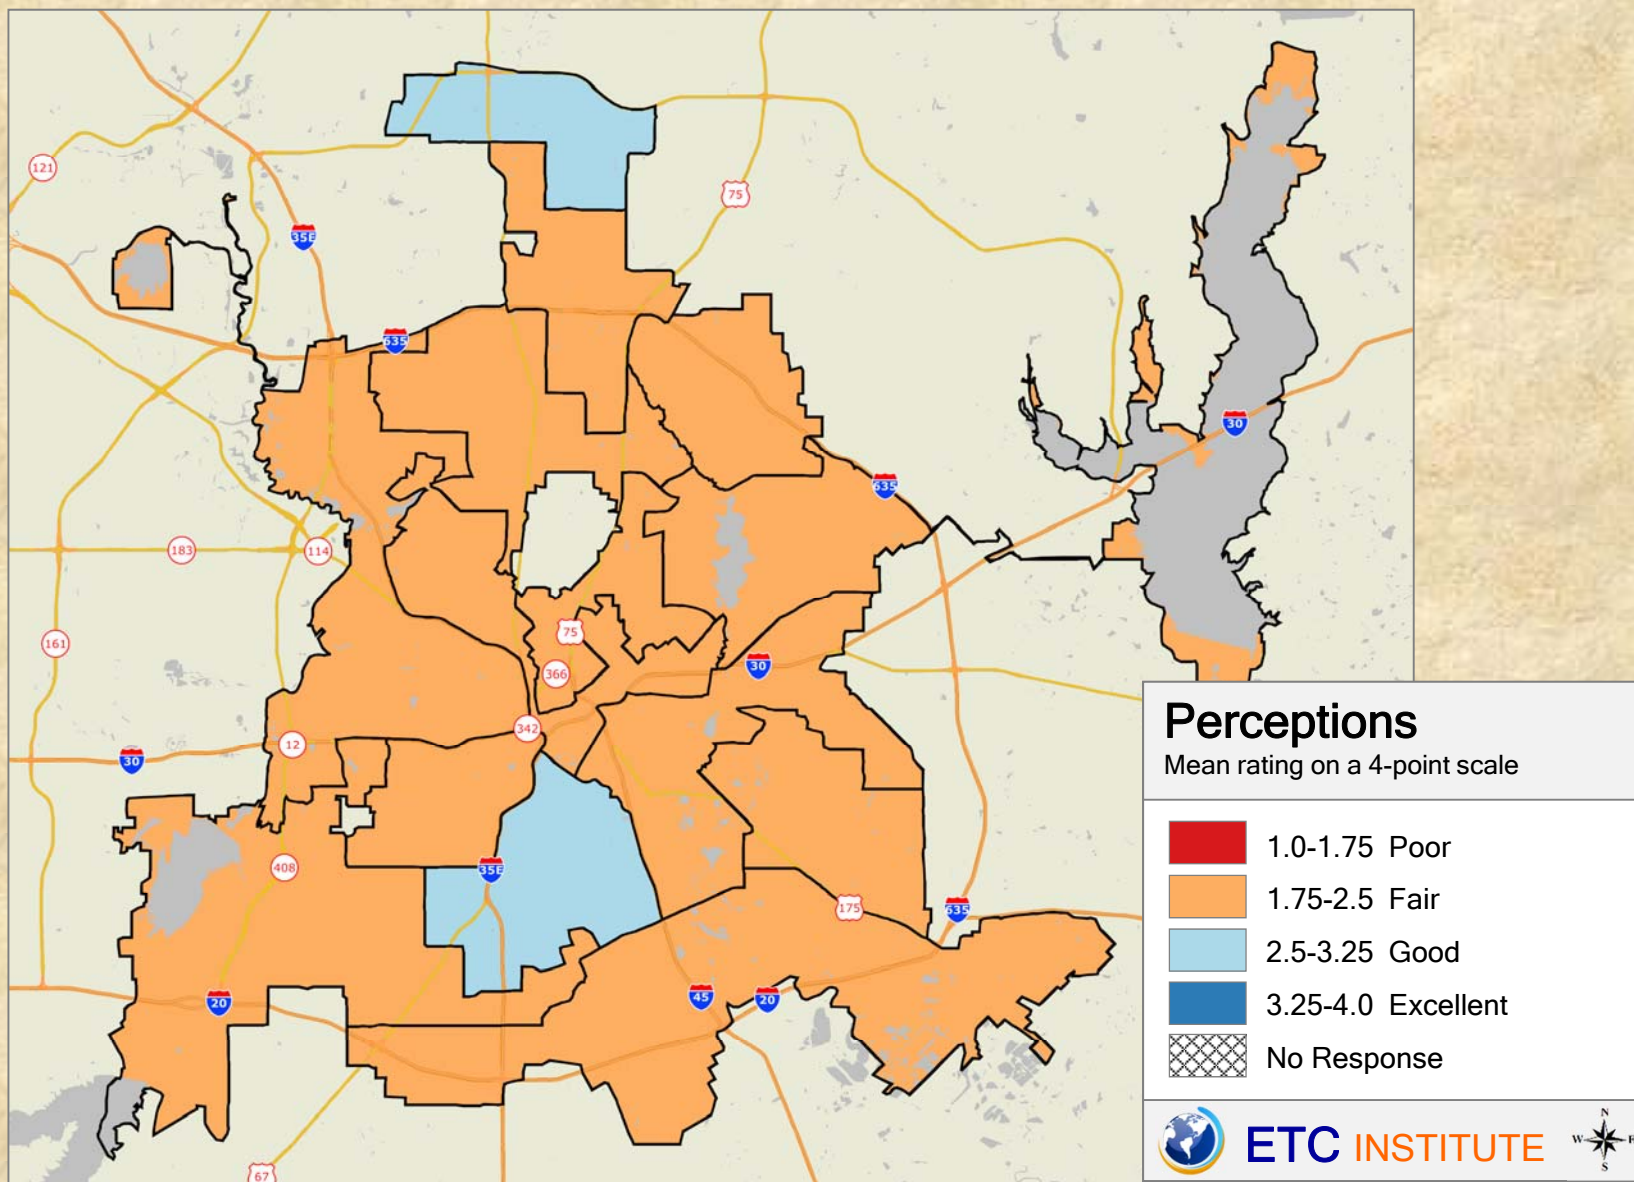 121
35E
75
635
30
635
183
114
161
75
366
30
342
12
30
408
35E
175
635
20
45
20
67
Perceptions
Mean rating on a 4-point scale
1.0-1.75 Poor
1.75-2.5 Fair
2.5-3.25 Good
3.25-4.0 Excellent
No Response
ETC INSTITUTE
N
W E
S